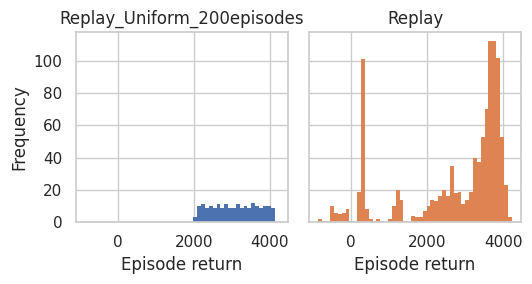 Replay_Uniform_200episodes
Replay
Frequency
100
80
60
40
20
0
0 2000 4000
0 2000 4000
Episode return
Episode return